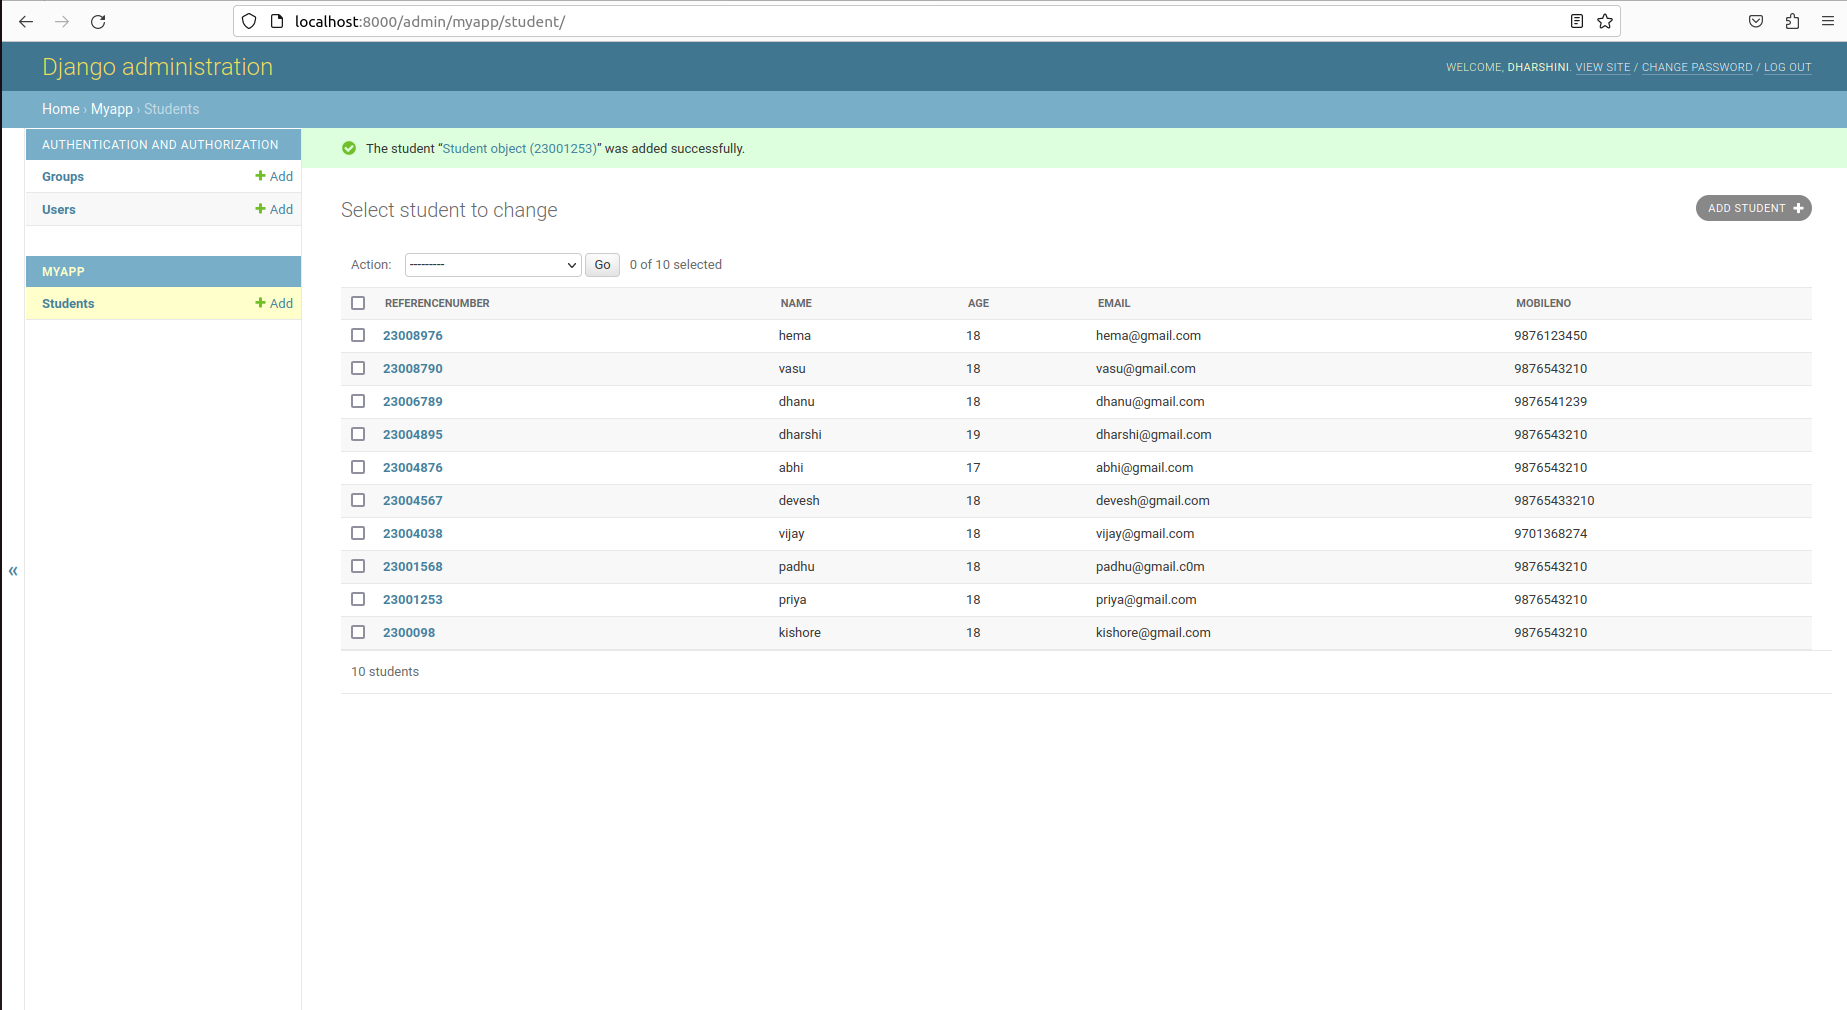 localhost:8000/admin/myapp/student/
Django administration
WELCOME, DHARSHINI. VIEW SITE / CHANGE PASSWORD / LOG OUT
Home › Myapp › Students
AUTHENTICATION AND AUTHORIZATION
Groups + Add
Users + Add
MYAPP
Students + Add
«
The student “Student object (23001253)” was added successfully.
Select student to change
ADD STUDENT +
Action: --------- Go 0 of 10 selected
REFERENCENUMBER NAME AGE EMAIL MOBILENO
23008976 hema 18 hema@gmail.com 9876123450
23008790 vasu 18 vasu@gmail.com 9876543210
23006789 dhanu 18 dhanu@gmail.com 9876541239
23004895 dharshi 19 dharshi@gmail.com 9876543210
23004876 abhi 17 abhi@gmail.com 9876543210
23004567 devesh 18 devesh@gmail.com 98765433210
23004038 vijay 18 vijay@gmail.com 9701368274
23001568 padhu 18 padhu@gmail.c0m 9876543210
23001253 priya 18 priya@gmail.com 9876543210
2300098 kishore 18 kishore@gmail.com 9876543210
10 students